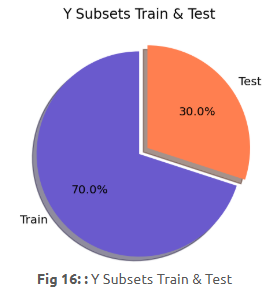 Y Subsets Train & Test
Test
30.0%
70.0%
Train
Fig 16: : Y Subsets Train & Test